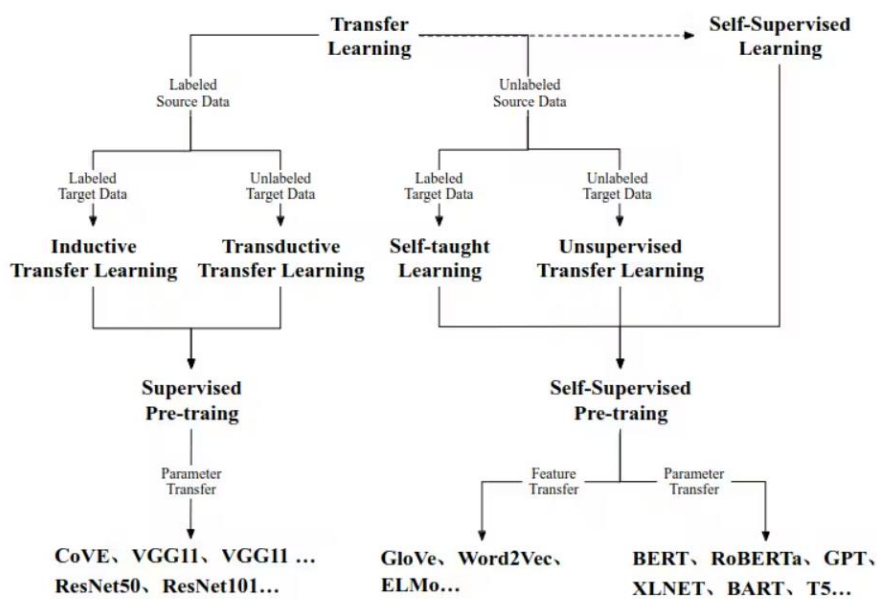 Transfer
Learning
Self-Supervised
Learning
Labeled
Source Data
Unlabeled
Source Data
Labeled
Target Data
Unlabeled
Target Data
Labeled
Target Data
Unlabeled
Target Data
Inductive
Transfer Learning
Transductive
Transfer Learning
Self-taught
Learning
Unsupervised
Transfer Learning
Supervised
Pre-traing
Self-Supervised
Pre-traing
Parameter
Transfer
Feature
Transfer
Parameter
Transfer
CoVE、VGG11、VGG11 ...
ResNet50、ResNet101...
GloVe、Word2Vec、
ELMo...
BERT、RoBERTa、GPT、
XLNET、BART、T5...